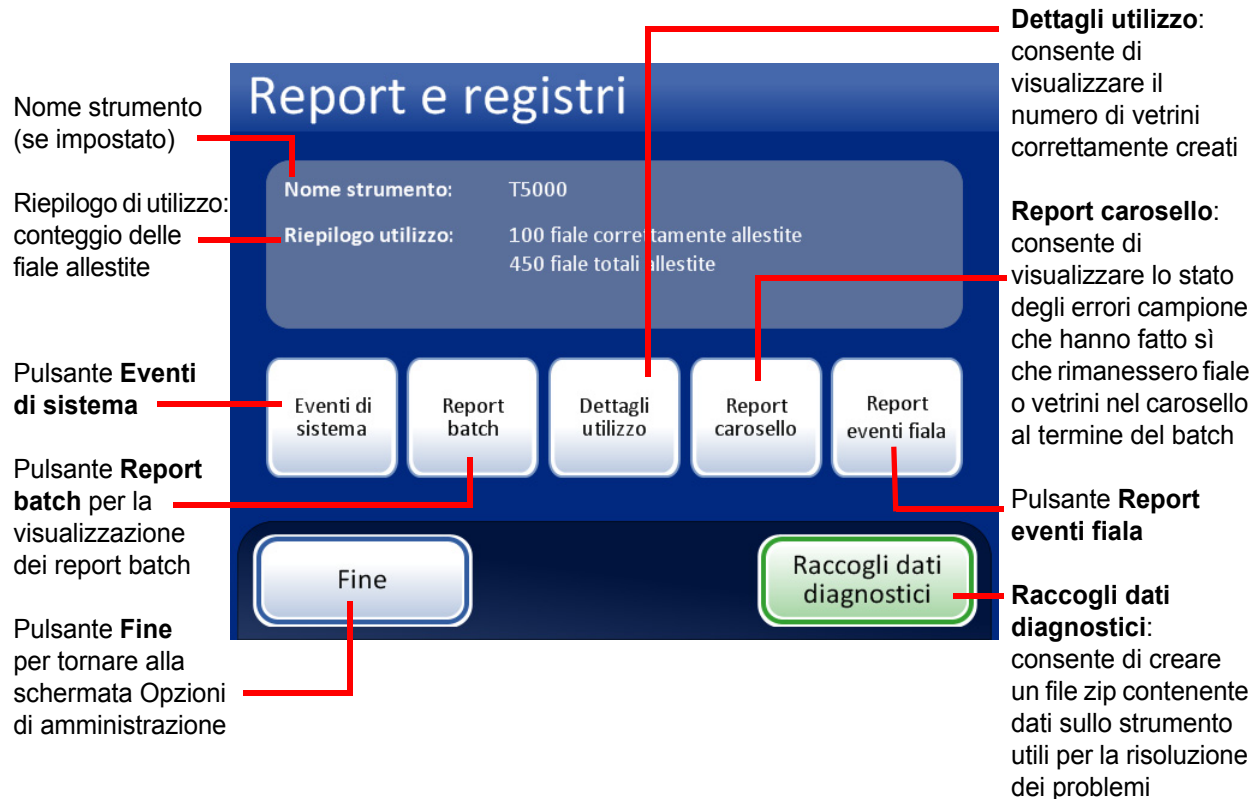 Nome strumento
(se impostato)
Riepilogo di utilizzo:
conteggio delle
fiale allestite
Pulsante Eventi
di sistema
Pulsante Report
batch per la
visualizzazione
dei report batch
Pulsante Fine
per tornare alla
schermata Opzioni
di amministrazione
Report e registri
Nome strumento: T5000
Riepilogo utilizzo: 100 fiale correttamente allestite
450 fiale totali allestite
Eventi di
sistema
Report
batch
Dettagli
utilizzo
Report
carosello
Report
eventi fiala
Fine
Raccogli dati
diagnostici
Dettagli utilizzo:
consente di
visualizzare il
numero di vetrini
correttamente creati
Report carosello:
consente di
visualizzare lo stato
degli errori campione
che hanno fatto sì
che rimanessero fiale
o vetrini nel carosello
al termine del batch
Pulsante Report
eventi fiala
Raccogli dati
diagnostici:
consente di creare
un file zip contenente
dati sullo strumento
utili per la risoluzione
dei problemi